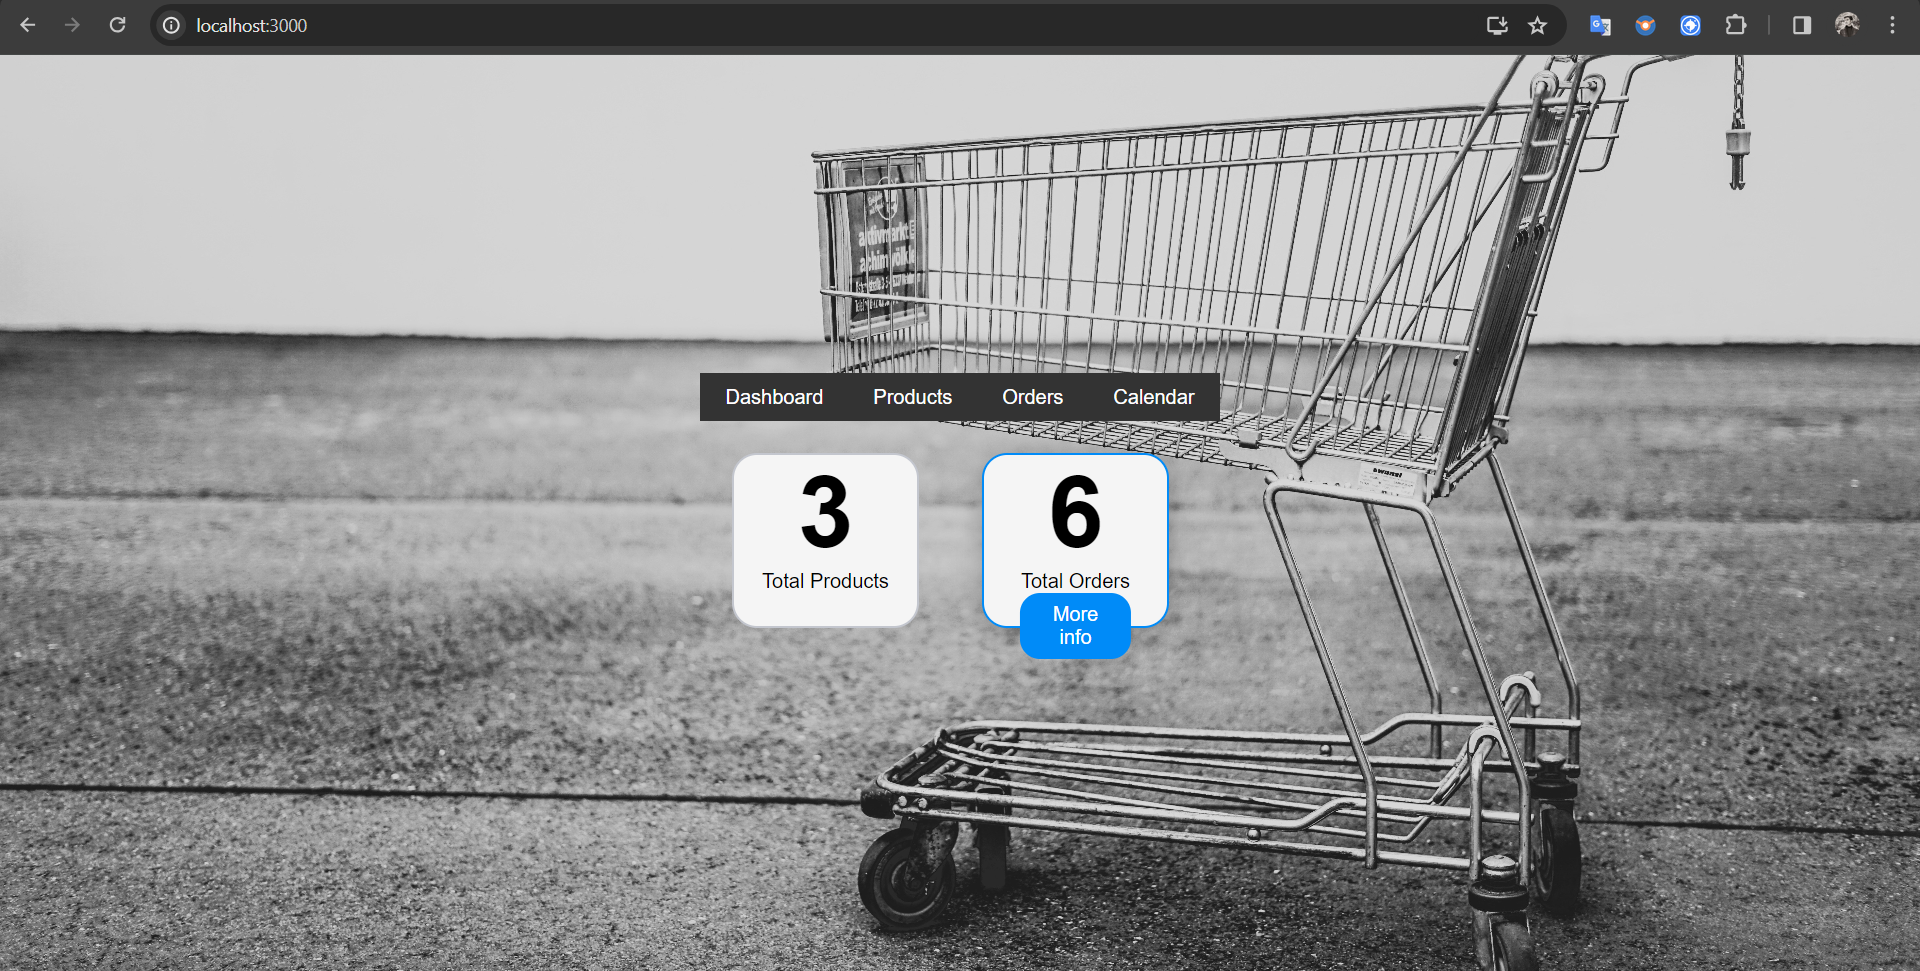 localhost:3000
Dashboard Products Orders Calendar
3
Total Products
6
Total Orders
More
info